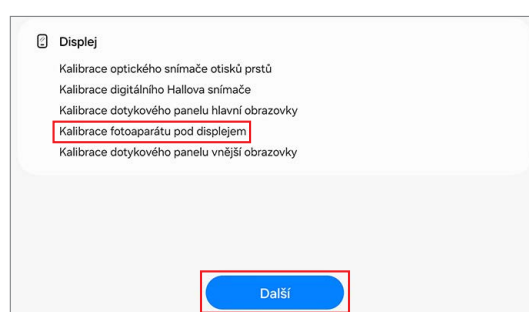 Displej
Kalibrace optického snímače otisků prstů
Kalibrace digitálního Hallova snímače
Kalibrace dotykového panelu hlavní obrazovky
Kalibrace fotoaparátu pod displejem
Kalibrace dotykového panelu vnější obrazovky
Další